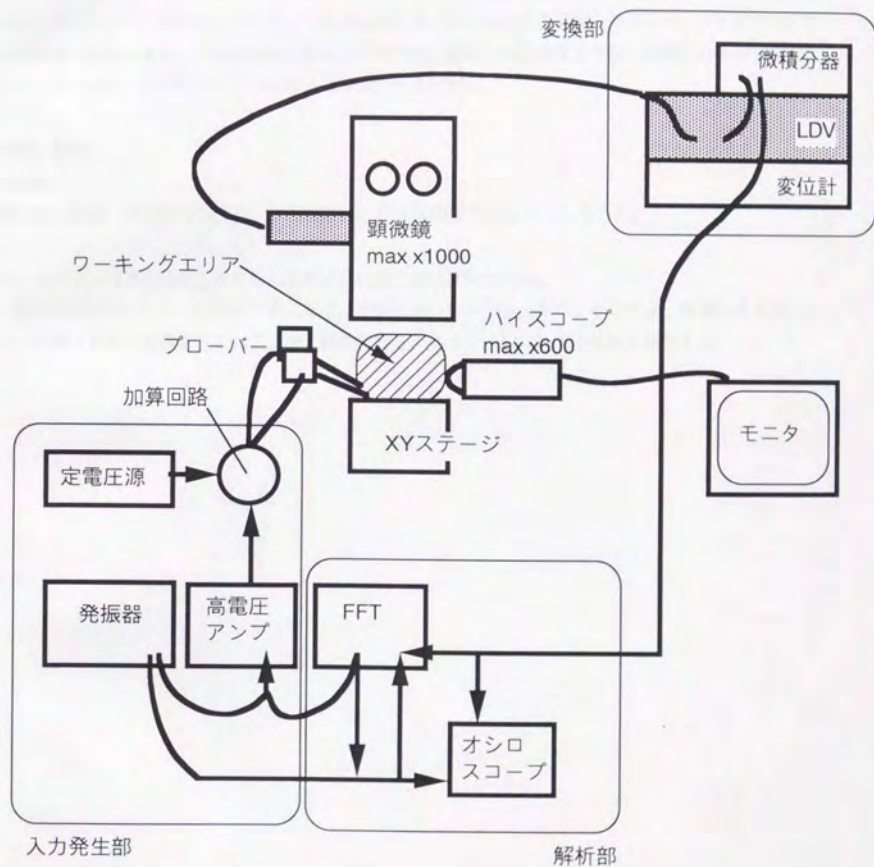 変換部
微積分器
LDV
変位計
顕微鏡
max x1000
ワーキングエリア
ハイスコープ
max x600
プローバー
加算回路
XYステージ
モニタ
定電圧源
発振器
高電圧
アンプ
FFT
オシロ
スコープ
入力発生部
解析部